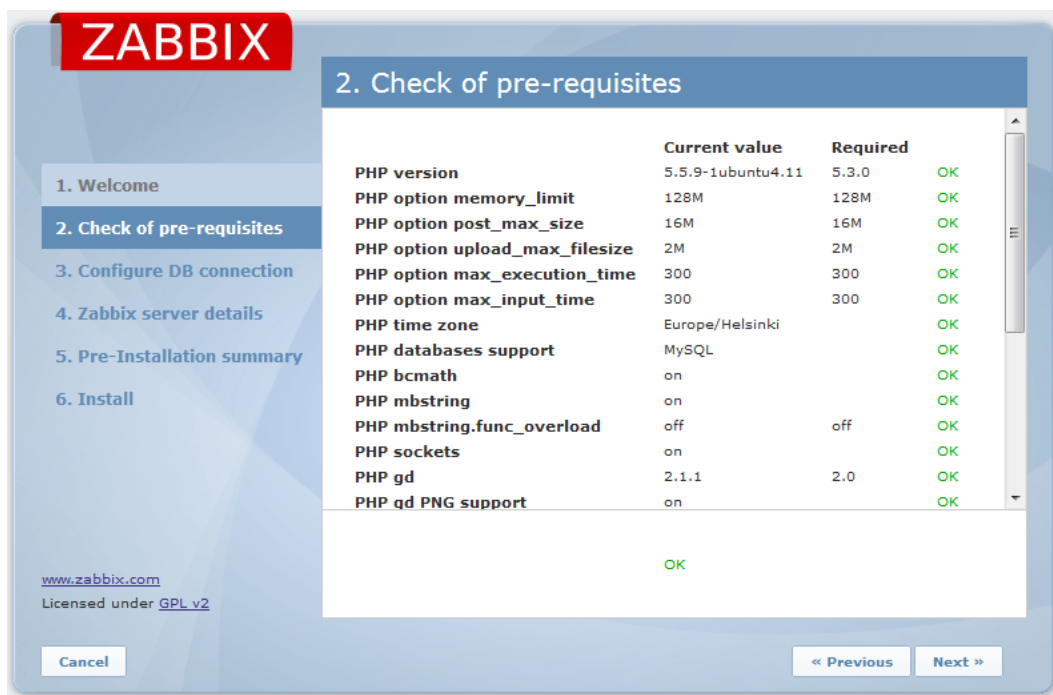 ZABBIX
2. Check of pre-requisites
1. Welcome
2. Check of pre-requisites
3. Configure DB connection
4. Zabbix server details
5. Pre-Installation summary
6. Install
Current value Required
PHP version 5.5.9-1ubuntu4.11 5.3.0 OK
PHP option memory_limit 128M 128M OK
PHP option post_max_size 16M 16M OK
PHP option upload_max_filesize 2M 2M OK
PHP option max_execution_time 300 300 OK
PHP option max_input_time 300 300 OK
PHP time zone Europe/Helsinki OK
PHP databases support MySQL OK
PHP bcmath on OK
PHP mbstring on OK
PHP mbstring.func_overload off off OK
PHP sockets on OK
PHP gd 2.1.1 2.0 OK
PHP gd PNG support on OK
OK
www.zabbix.com
Licensed under GPL v2
Cancel
« Previous
Next »